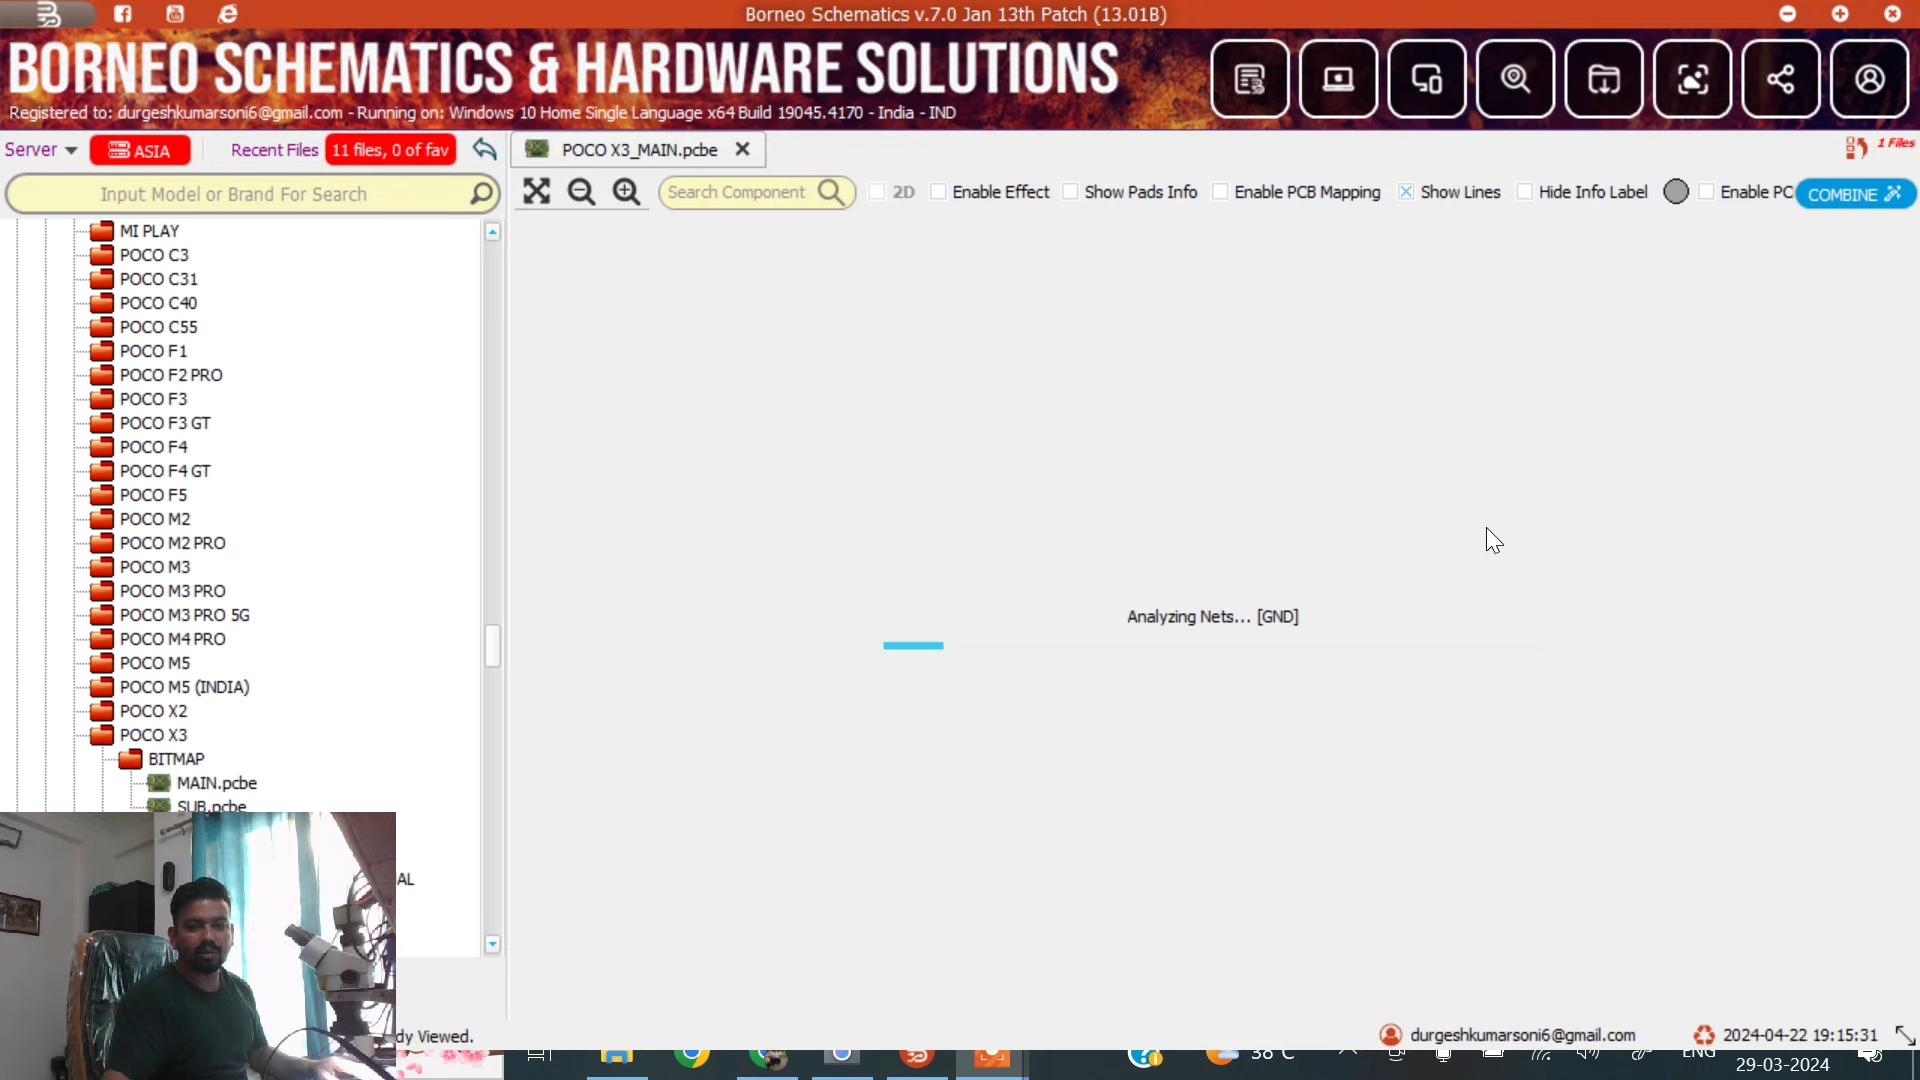 Borneo Schematics v.7.0 Jan 13th Patch (13.01B)
BORNEO SCHEMATICS & HARDWARE SOLUTIONS
Registered to: durgeshkumarsoni6@gmail.com - Running on: Windows 10 Home Single Language x64 Build 19045.4170 - India - IND
Server ASIA Recent Files 11 files, 0 of fav
POCO X3_MAIN.pcbe
1 Files
Input Model or Brand For Search
Search Component 2D Enable Effect Show Pads Info Enable PCB Mapping Show Lines Hide Info Label Enable PC COMBINE
MI PLAY
POCO C3
POCO C31
POCO C40
POCO C55
POCO F1
POCO F2 PRO
POCO F3
POCO F3 GT
POCO F4
POCO F4 GT
POCO F5
POCO M2
POCO M2 PRO
POCO M3
POCO M3 PRO
POCO M3 PRO 5G
POCO M4 PRO
POCO M5
POCO M5 (INDIA)
POCO X2
POCO X3
BITMAP
MAIN.pcbe
SUB.pcbe
AL
Analyzing Nets... [GND]
dy Viewed.
durgeshkumarsoni6@gmail.com 2024-04-22 19:15:31
38°C ENG
29-03-2024